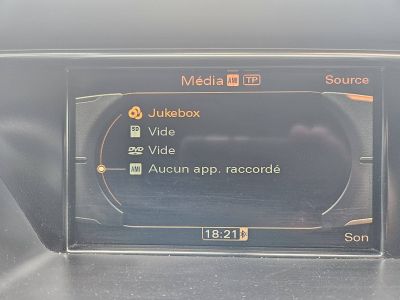 Média AMI TP Source
Jukebox
SD Vide
DVD Vide
AMI Aucun app. raccordé
18:21
Son